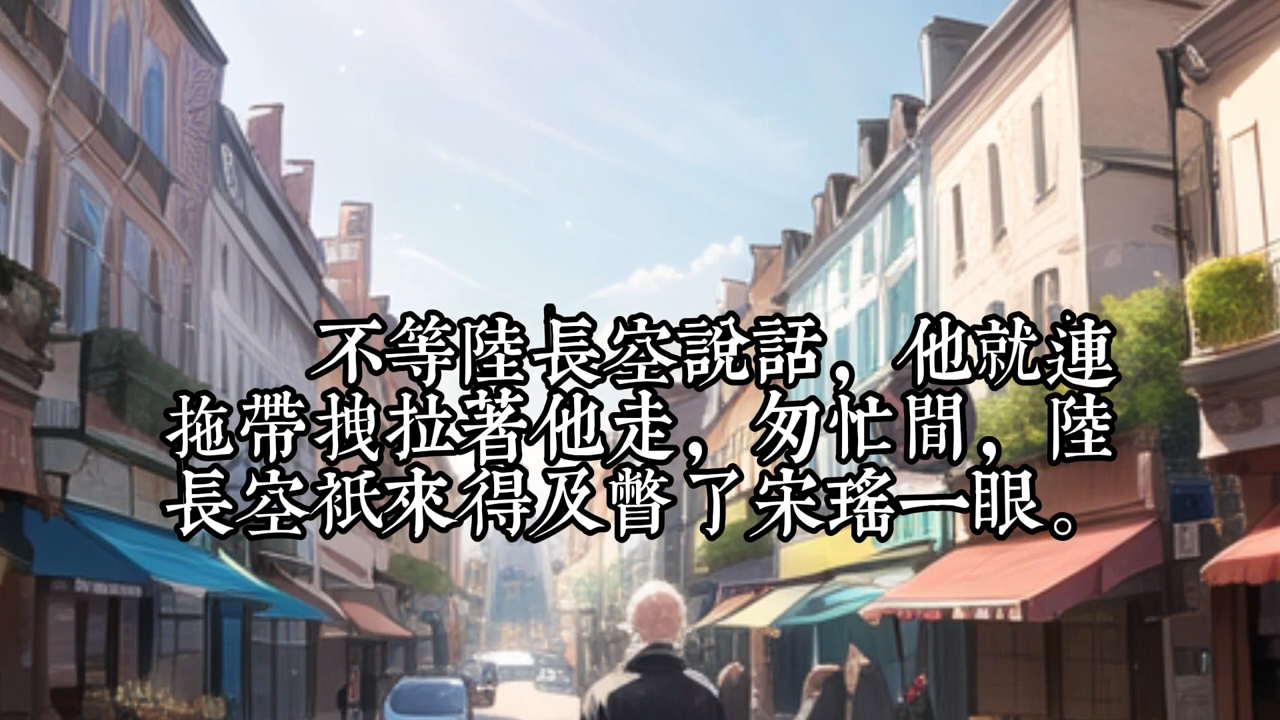 不等陸長空說話，他就連
拖帶拽拉著他走，匆忙間，陸
長空祇來得及瞥了宋瑤一眼。